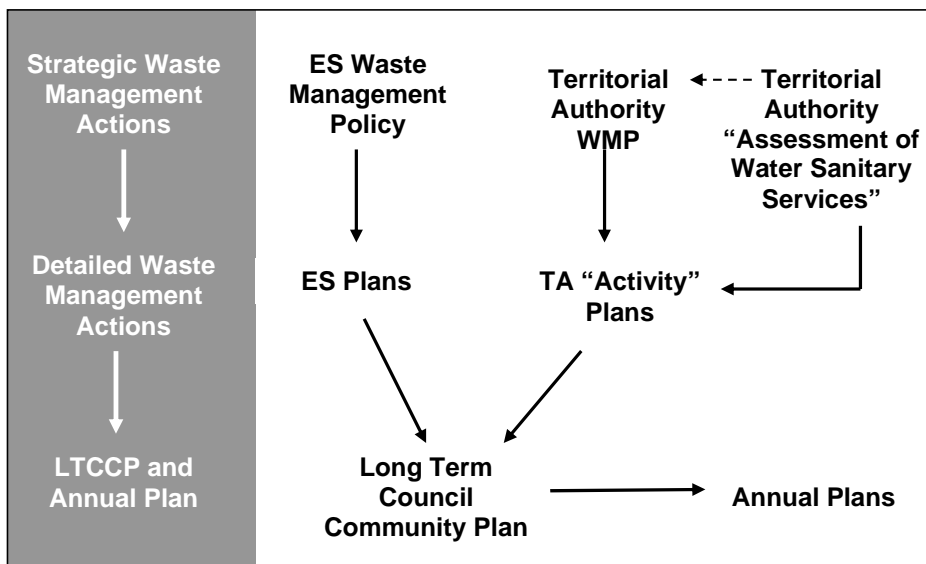 Strategic Waste
Management
Actions
ES Waste
Management
Policy
Territorial
Authority
WMP
Territorial
Authority
“Assessment of
Water Sanitary
Services”
Detailed Waste
Management
Actions
ES Plans
TA “Activity”
Plans
LTCCP and
Annual Plan
Long Term
Council
Community Plan
Annual Plans